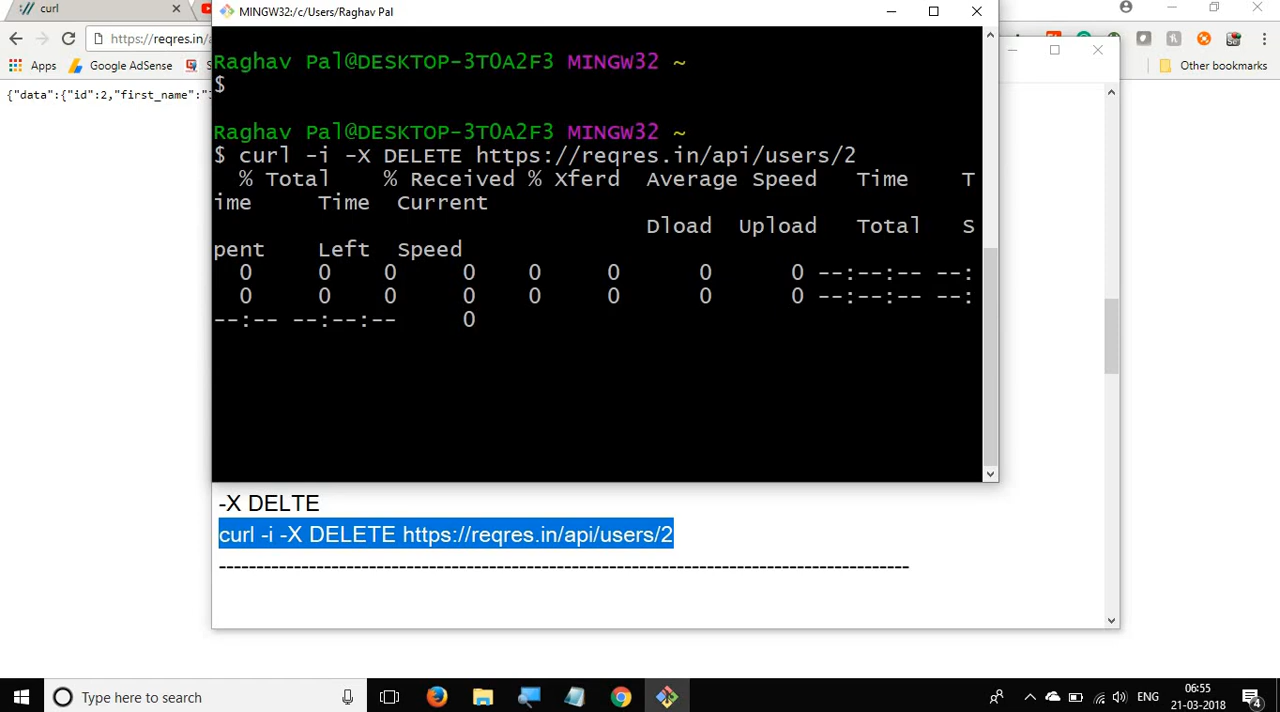 curl
MINGW32:/c/Users/Raghav Pal
https://reqres.in/a
Apps
Google AdSense
Other bookmarks
{"data":{"id":2,"first_name":"
Raghav Pal@DESKTOP-3T0A2F3 MINGW32 ~
$
Raghav Pal@DESKTOP-3T0A2F3 MINGW32 ~
$ curl -i -X DELETE https://reqres.in/api/users/2
% Total % Received % Xferd Average Speed Time T
ime Time Current
Dload Upload Total S
pent Left Speed
0 0 0 0 0 0 0 0 --:--:-- --:
0 0 0 0 0 0 0 0 --:--:-- --:
--:-- --:--:-- 0
-X DELTE
curl -i -X DELETE https://reqres.in/api/users/2
--------------------------------------------------------------------------------------------
Type here to search
ENG
06:55
21-03-2018
4